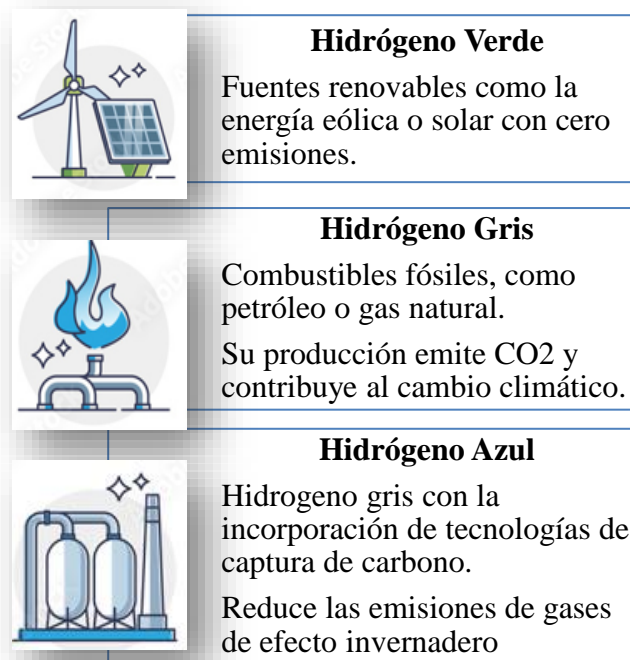 Hidrógeno Verde
Fuentes renovables como la
energía eólica o solar con cero
emisiones.
Hidrógeno Gris
Combustibles fósiles, como
petróleo o gas natural.
Su producción emite CO2 y
contribuye al cambio climático.
Hidrógeno Azul
Hidrogeno gris con la
incorporación de tecnologías de
captura de carbono.
Reduce las emisiones de gases
de efecto invernadero